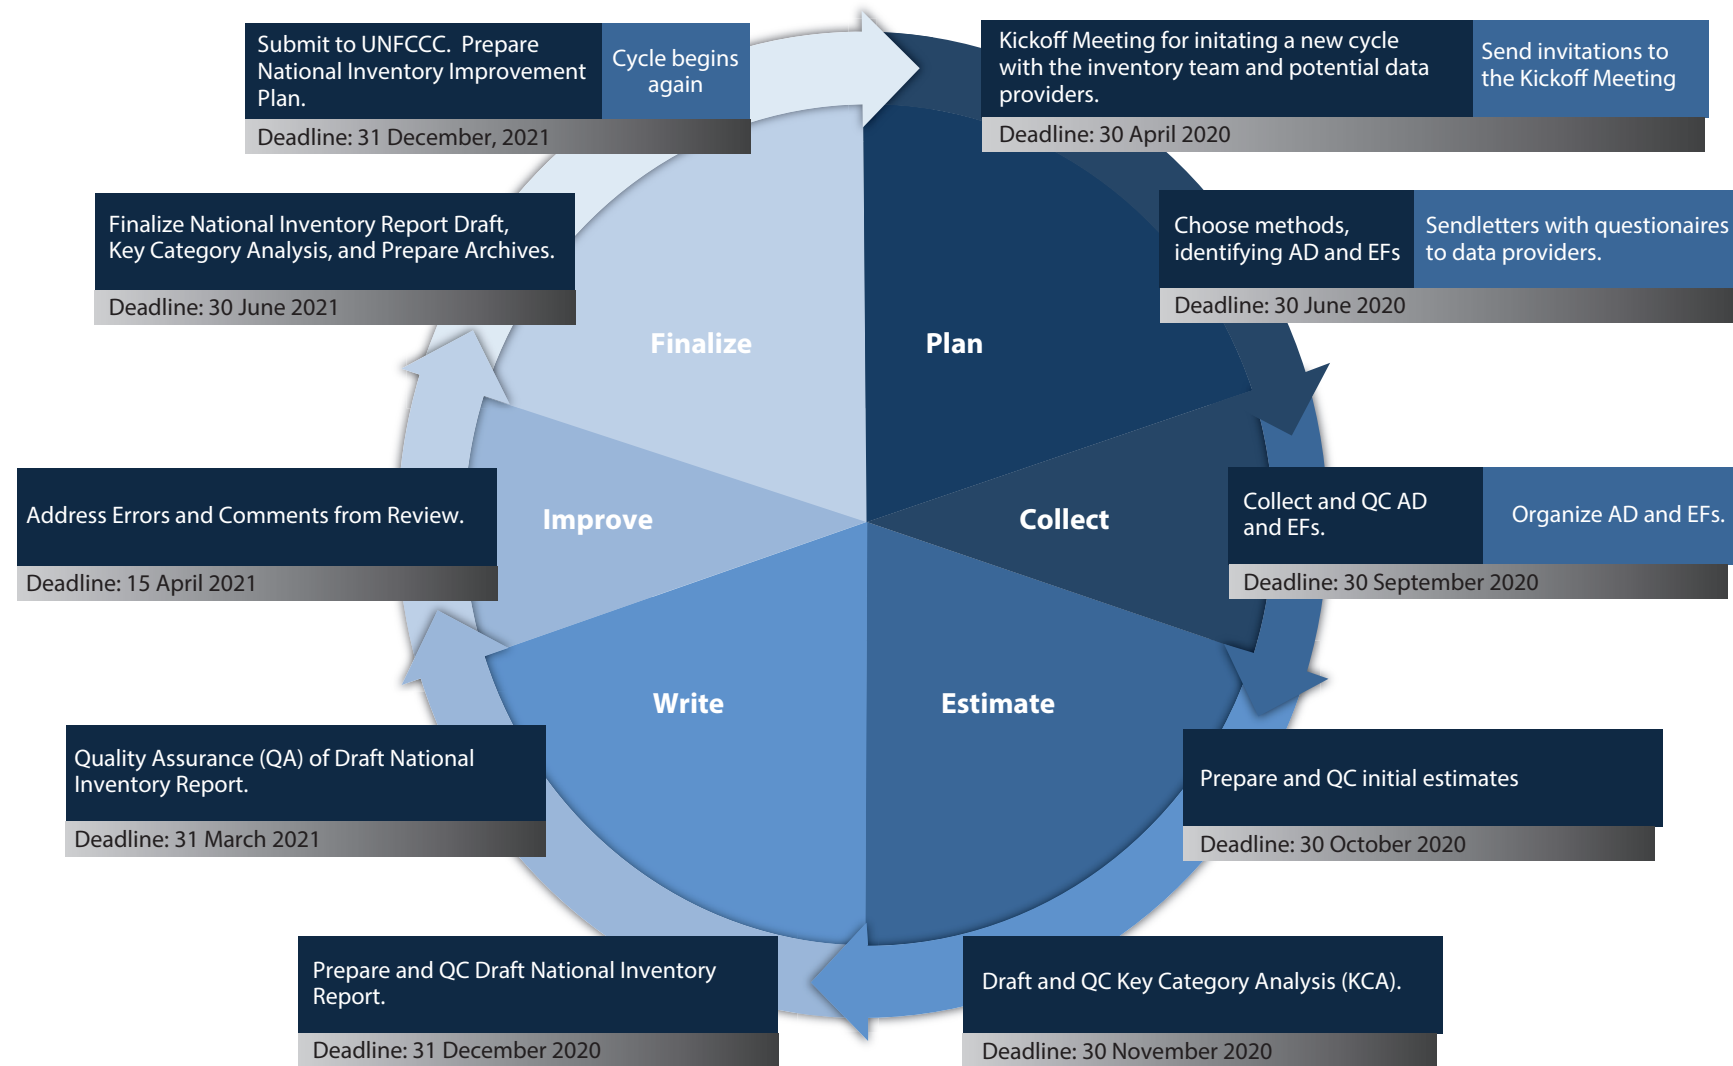 Submit to UNFCCC.  Prepare
National Inventory Improvement
Plan.
Cycle begins
again
Deadline: 31 December, 2021
Kickoff Meeting for initating a new cycle
with the inventory team and potential data
providers.
Send invitations to
the Kickoff Meeting
Deadline: 30 April 2020
Finalize National Inventory Report Draft,
Key Category Analysis, and Prepare Archives.
Deadline: 30 June 2021
Choose methods,
identifying AD and EFs
Sendletters with questionaires
to data providers.
Deadline: 30 June 2020
Finalize
Plan
Address Errors and Comments from Review.
Deadline: 15 April 2021
Improve
Collect
Collect and QC AD
and EFs.
Organize AD and EFs.
Deadline: 30 September 2020
Write
Estimate
Quality Assurance (QA) of Draft National
Inventory Report.
Deadline: 31 March 2021
Prepare and QC initial estimates
Deadline: 30 October 2020
Prepare and QC Draft National Inventory
Report.
Deadline: 31 December 2020
Draft and QC Key Category Analysis (KCA).
Deadline: 30 November 2020